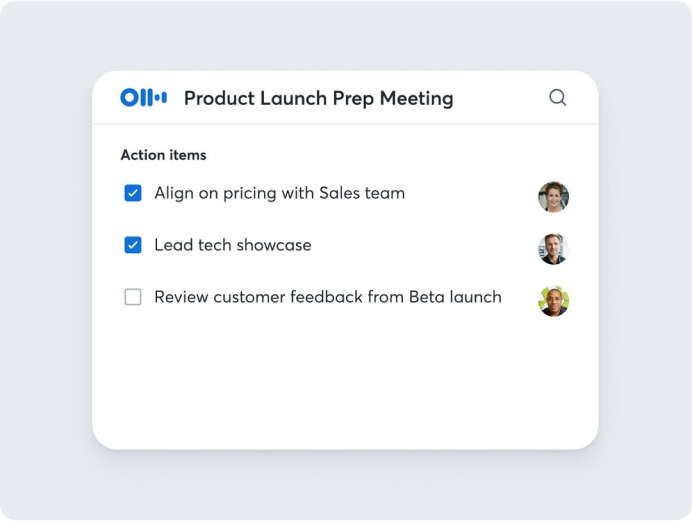 Product Launch Prep Meeting
Action items
Align on pricing with Sales team
Lead tech showcase
Review customer feedback from Beta launch